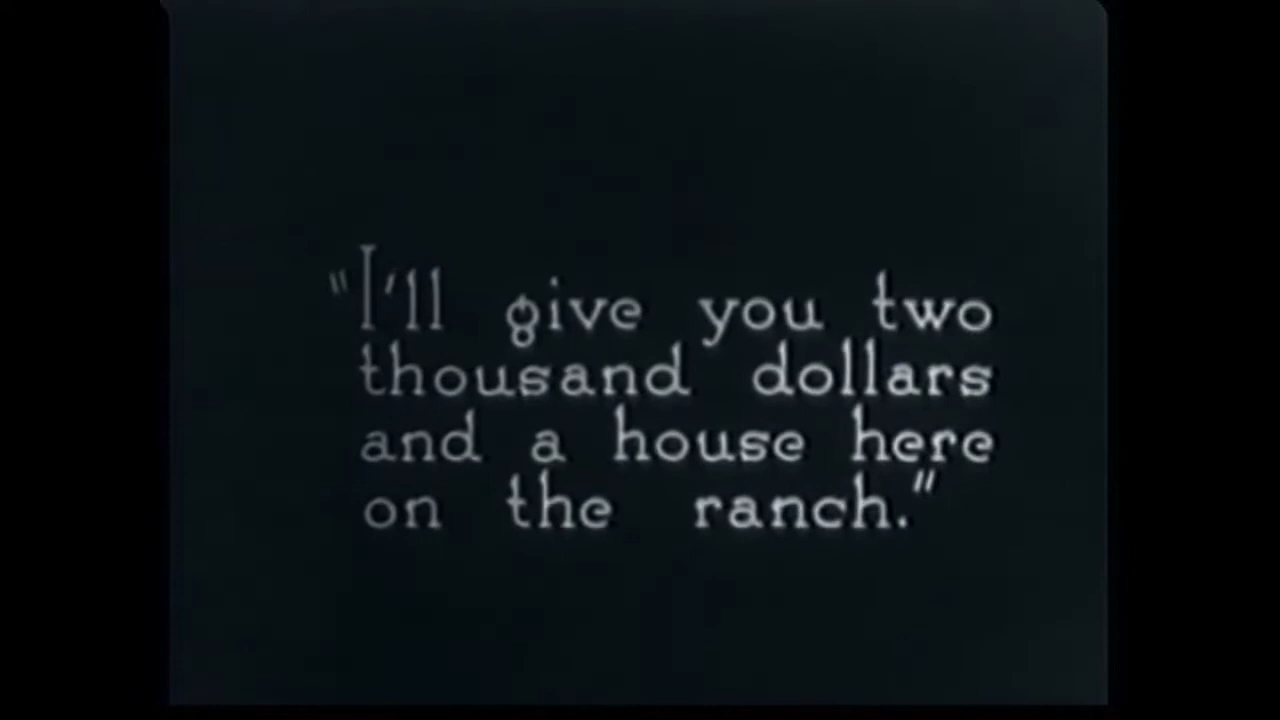 "I'll give you two
thousand dollars
and a house here
on the ranch."